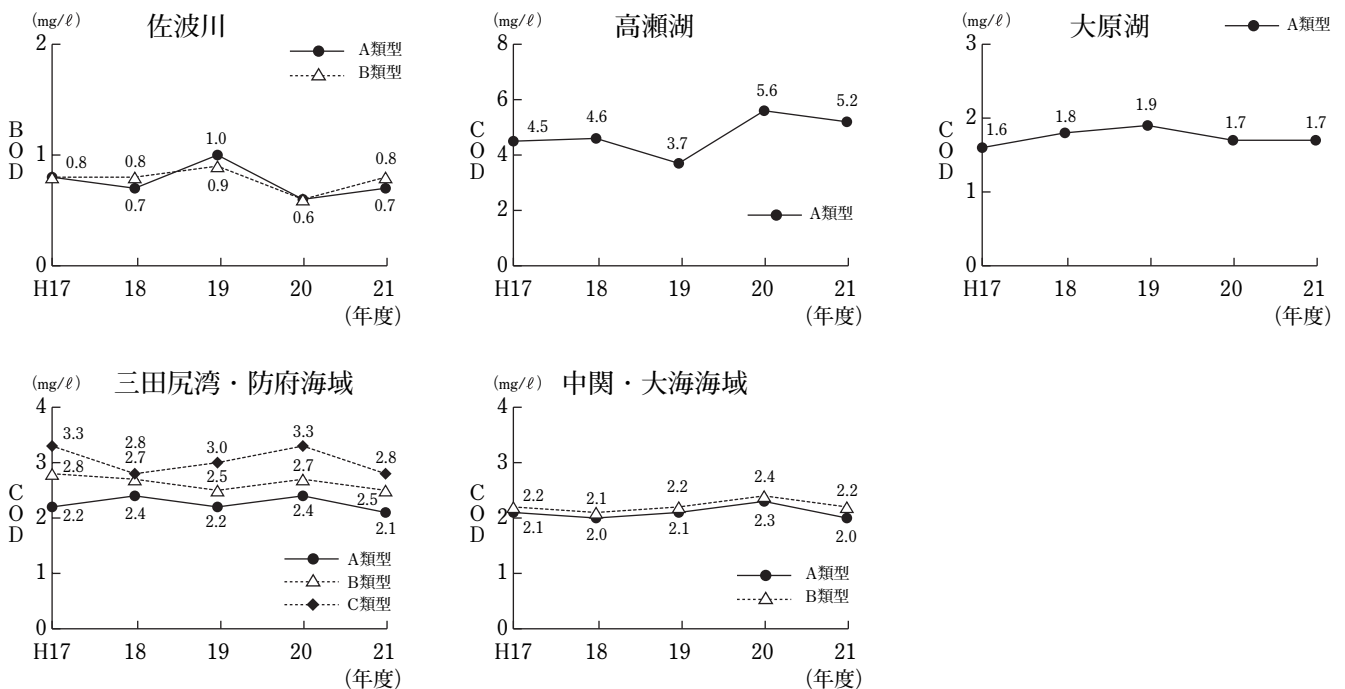 佐波川
(mg/ℓ)
A類型
B類型
BOD
2
1
0
0.8
0.8
0.7
1.0
0.9
0.6
0.8
0.7
H17 18 19 20 21
(年度)
高瀬湖
(mg/ℓ)
COD
8
6
4
2
0
4.5
4.6
3.7
5.6
5.2
A類型
H17 18 19 20 21
(年度)
大原湖
(mg/ℓ)
A類型
COD
3
2
1
0
1.6
1.8
1.9
1.7
1.7
H17 18 19 20 21
(年度)
三田尻湾・防府海域
(mg/ℓ)
COD
4
3
2
1
0
3.3
2.8
2.2
2.8
2.7
2.4
3.0
2.5
2.2
3.3
2.7
2.4
2.8
2.5
2.1
A類型
B類型
C類型
H17 18 19 20 21
(年度)
中関・大海海域
(mg/ℓ)
COD
4
3
2
1
0
2.2
2.1
2.1
2.0
2.2
2.1
2.4
2.3
2.2
2.0
A類型
B類型
H17 18 19 20 21
(年度)